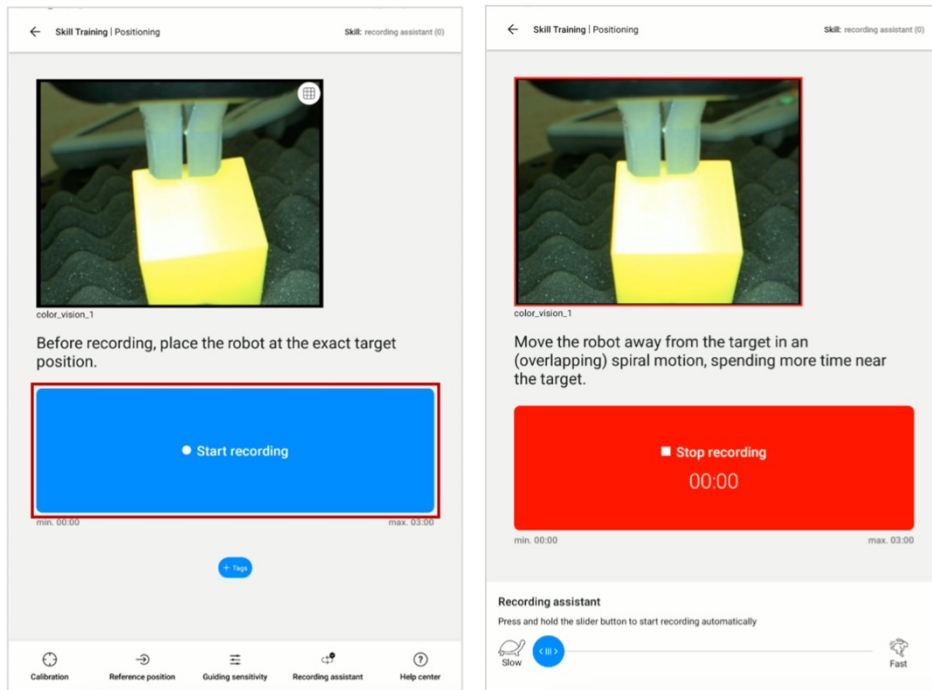 Skill Training | Positioning
Skill: recording assistant (0)
color_vision_1
Before recording, place the robot at the exact target
position.
Start recording
min. 00:00
max. 03:00
+ Tags
Calibration
Reference position
Guiding sensitivity
Recording assistant
Help center
Skill Training | Positioning
Skill: recording assistant (0)
color_vision_1
Move the robot away from the target in an
(overlapping) spiral motion, spending more time near
the target.
Stop recording
00:00
min. 00:00
max. 03:00
Recording assistant
Press and hold the slider button to start recording automatically
Slow
Fast